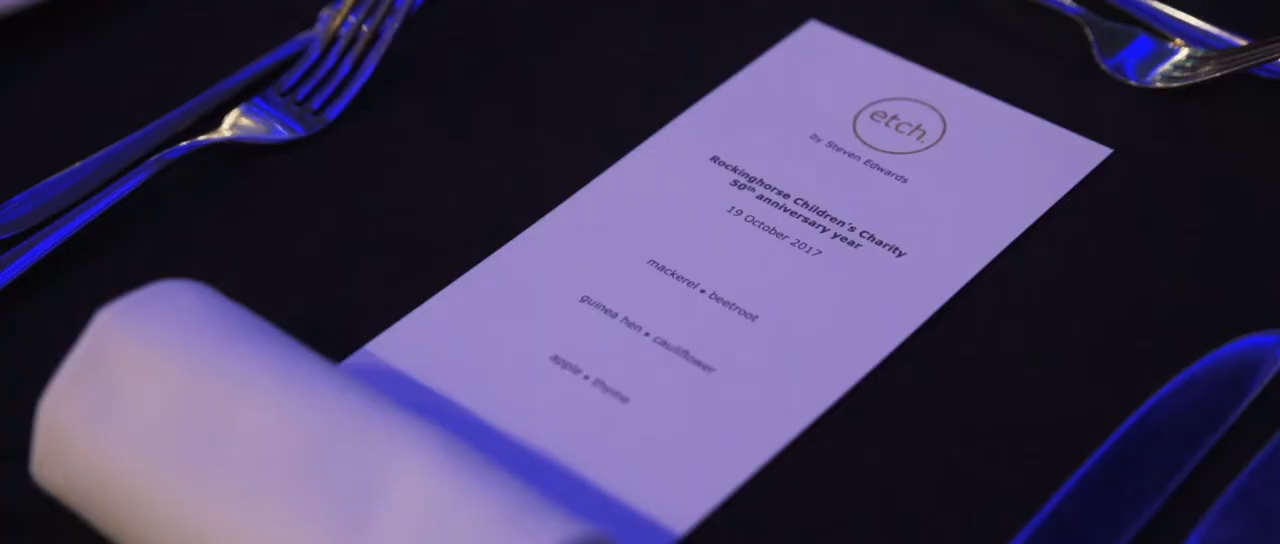 etch.
by Steven Edwards
Rockinghorse Children's Charity
50th anniversary year
19 October 2017
mackerel • beetroot
guinea hen • cauliflower
apple • thyme